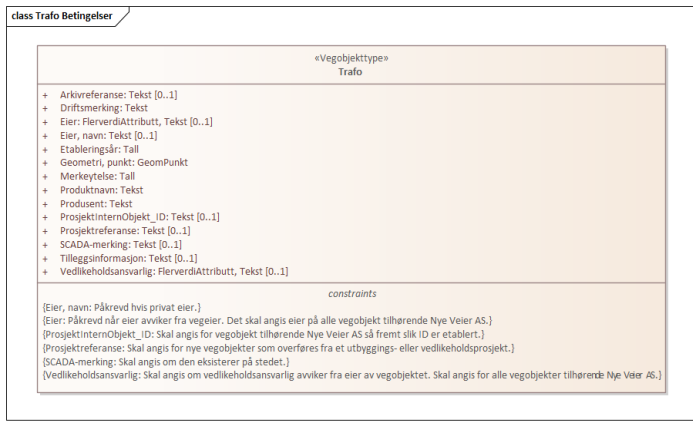 class Trafo Betingelser
«Vegobjekttype»
Trafo
+ Arkivreferanse: Tekst [0..1]
+ Driftsmerking: Tekst
+ Eier: FlerverdiAttributt, Tekst [0..1]
+ Eier, navn: Tekst [0..1]
+ Etableringsår: Tall
+ Geometri, punkt: GeomPunkt
+ Merkeytelse: Tall
+ Produktnavn: Tekst
+ Produsent: Tekst
+ ProsjektInternObjekt_ID: Tekst [0..1]
+ Prosjektreferanse: Tekst [0..1]
+ SCADA-merking: Tekst [0..1]
+ Tilleggsinformasjon: Tekst [0..1]
+ Vedlikeholdsansvarlig: FlerverdiAttributt, Tekst [0..1]
constraints
{Eier, navn: Påkrevd hvis privat eier.}
{Eier: Påkrevd når eier avviker fra vegeier. Det skal angis eier på alle vegobjekt tilhørende Nye Veier AS.}
{ProsjektInternObjekt_ID: Skal angis for vegobjekt tilhørende Nye Veier AS så fremt slik ID er etablert.}
{Prosjektreferanse: Skal angis for nye vegobjekter som overføres fra et utbyggings- eller vedlikeholdsprosjekt.}
{SCADA-merking: Skal angis om den eksisterer på stedet.}
{Vedlikeholdsansvarlig: Skal angis om vedlikeholdsansvarlig avviker fra eier av vegobjektet. Skal angis for alle vegobjekter tilhørende Nye Veier AS.}